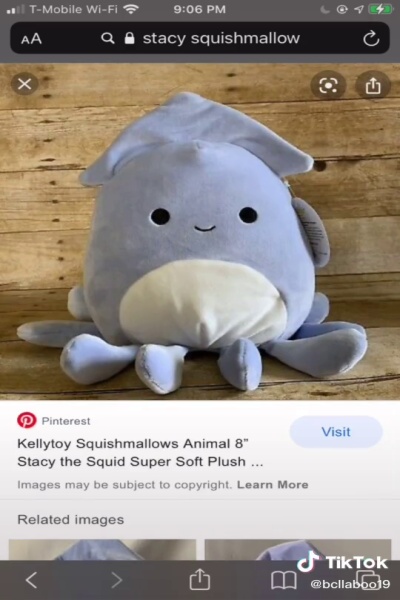 T-Mobile Wi-Fi 9:06 PM
AA stacy squishmallow
Pinterest
Kellytoy Squishmallows Animal 8”
Stacy the Squid Super Soft Plush ...
Visit
Images may be subject to copyright. Learn More
Related images
TikTok
@bcllaboo19